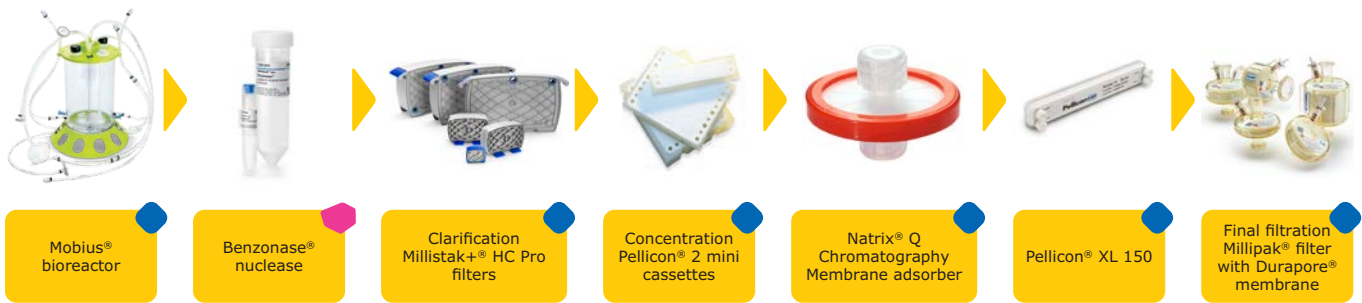 PelliconXL50
Mobius®
bioreactor
Benzonase®
nuclease
Clarification
Millistak+® HC Pro
filters
Concentration
Pellicon® 2 mini
cassettes
Natrix® Q
Chromatography
Membrane adsorber
Pellicon® XL 150
Final filtration
Millipak® filter
with Durapore®
membrane